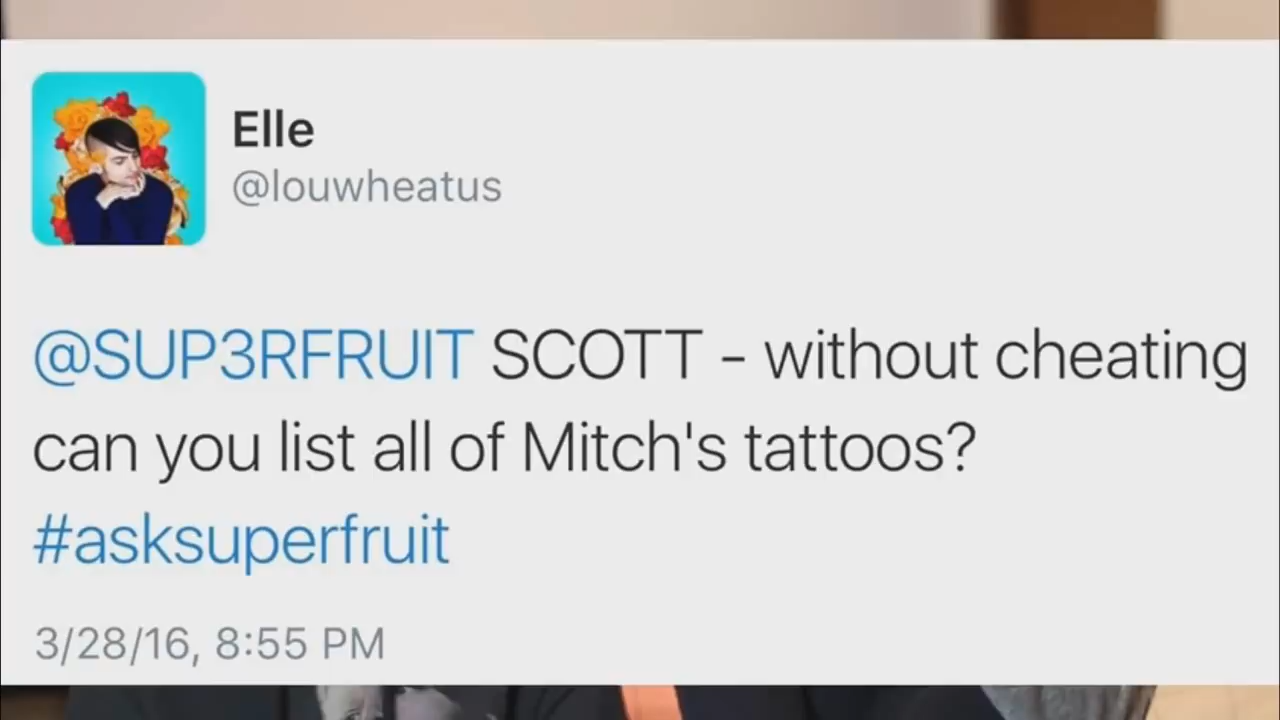 Elle
@louwheatus
@SUP3RFRUIT SCOTT - without cheating
can you list all of Mitch's tattoos?
#asksuperfruit
3/28/16, 8:55 PM